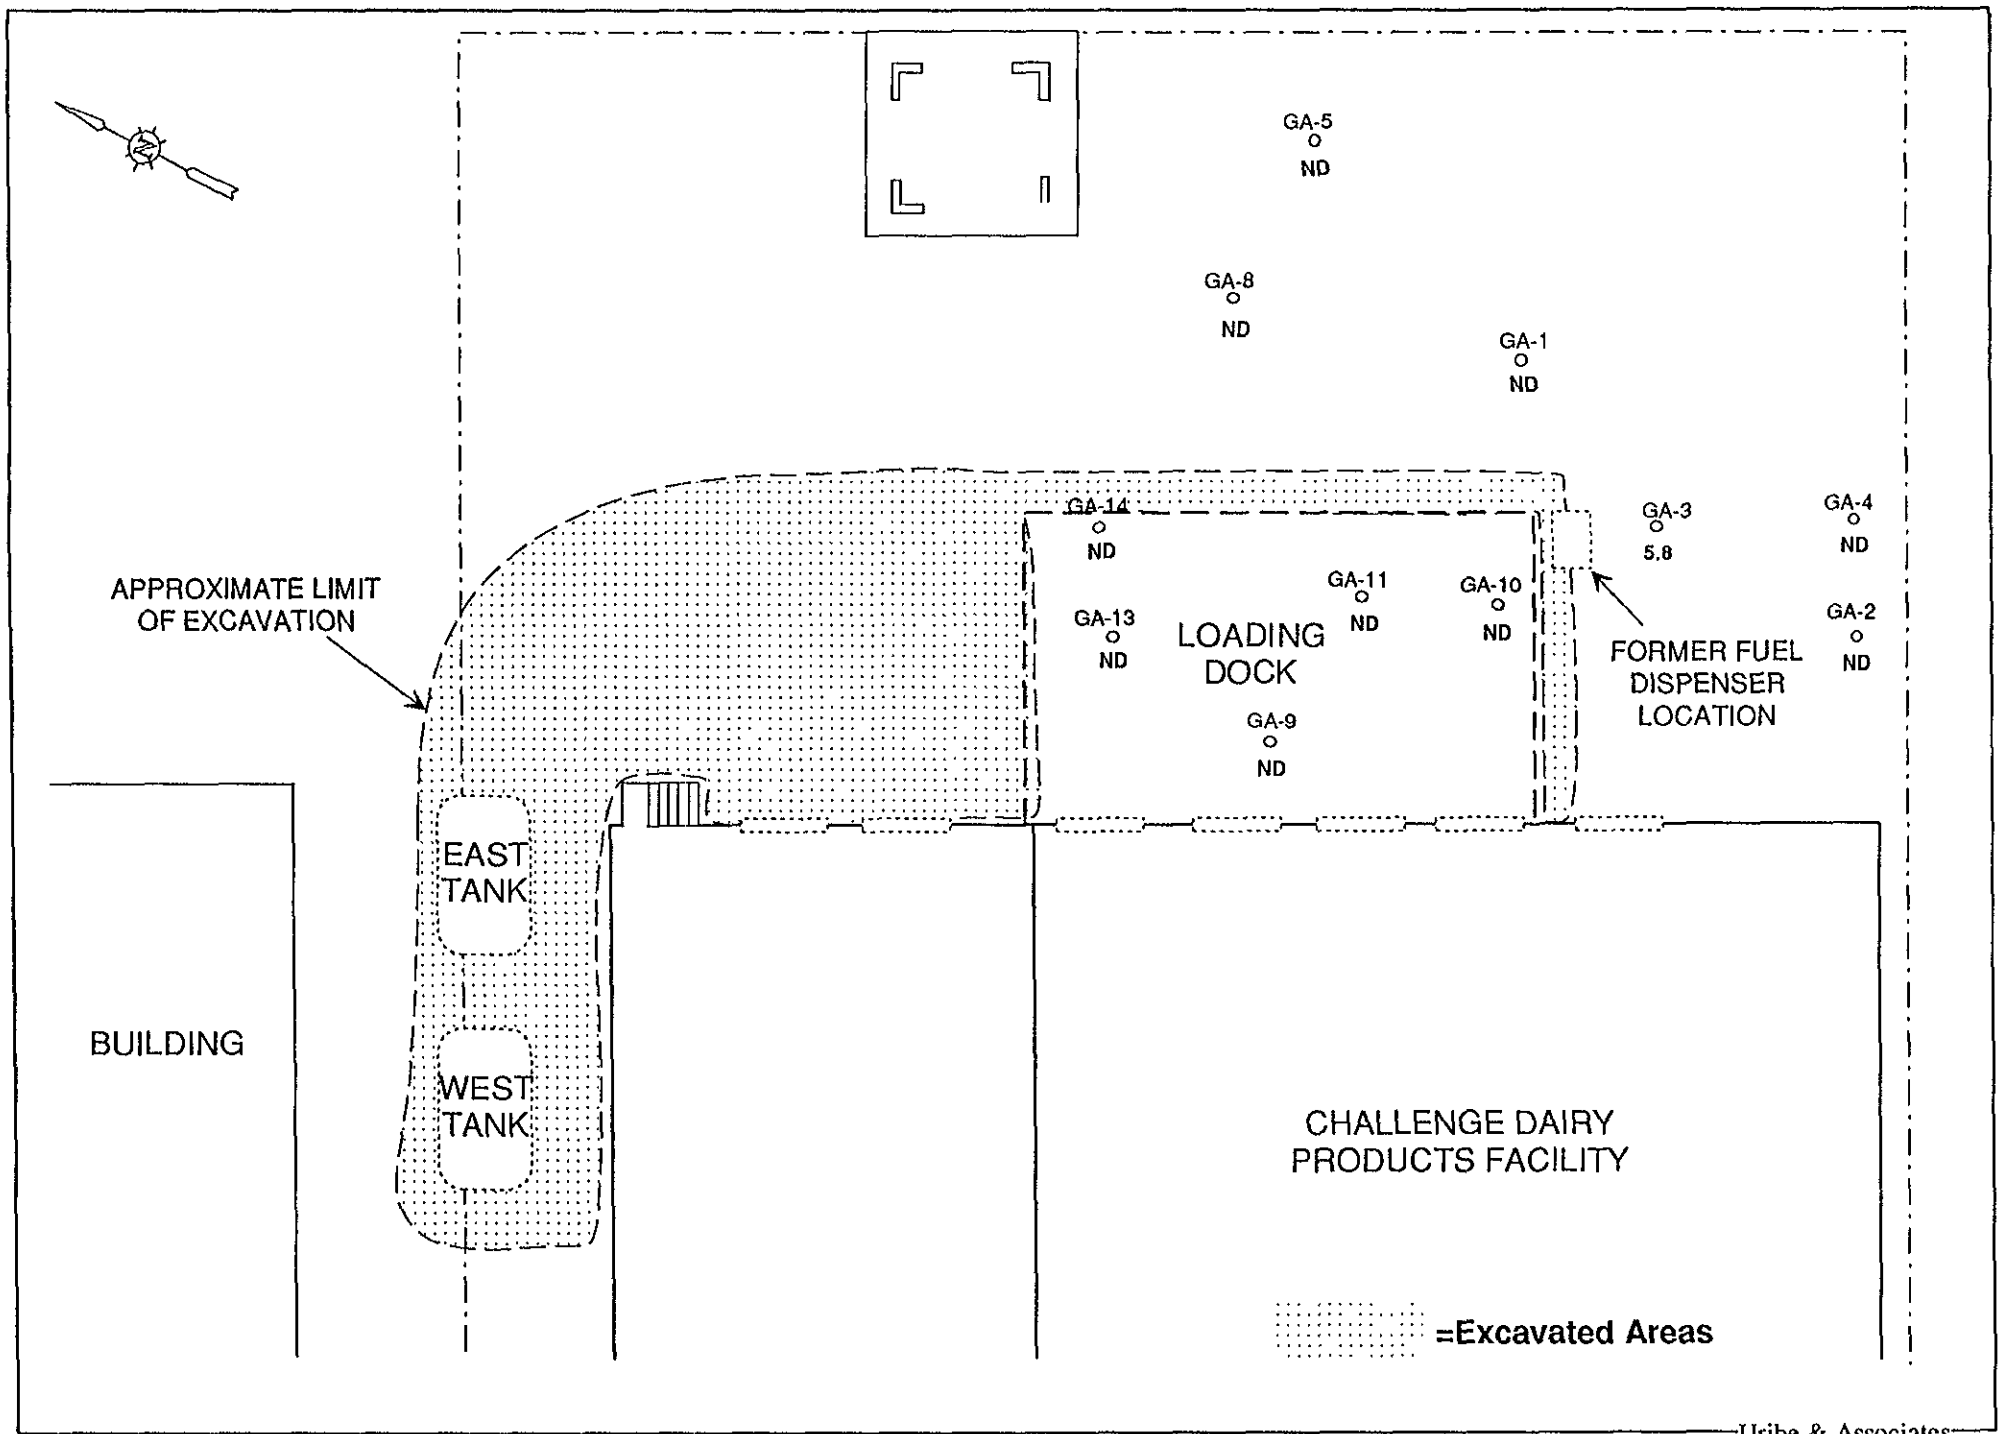 N
GA-5
ND
GA-8
ND
GA-1
ND
GA-14
ND
GA-3
5.8
GA-4
ND
APPROXIMATE LIMIT
OF EXCAVATION
GA-11
ND
GA-10
ND
GA-13
ND
LOADING
DOCK
GA-2
ND
FORMER FUEL
DISPENSER
LOCATION
GA-9
ND
EAST
TANK
BUILDING
WEST
TANK
CHALLENGE DAIRY
PRODUCTS FACILITY
=Excavated Areas
Uribe & Associates